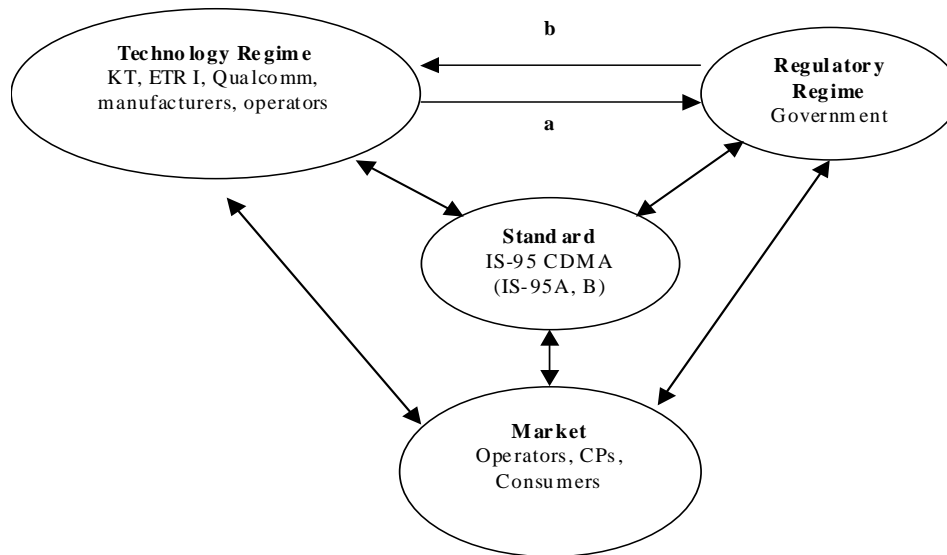 b
Technology Regime
KT, ETRI, Qualcomm,
manufacturers, operators
Regulatory
Regime
Government
a
Standard
IS-95 CDMA
(IS-95A, B)
Market
Operators, CPs,
Consumers